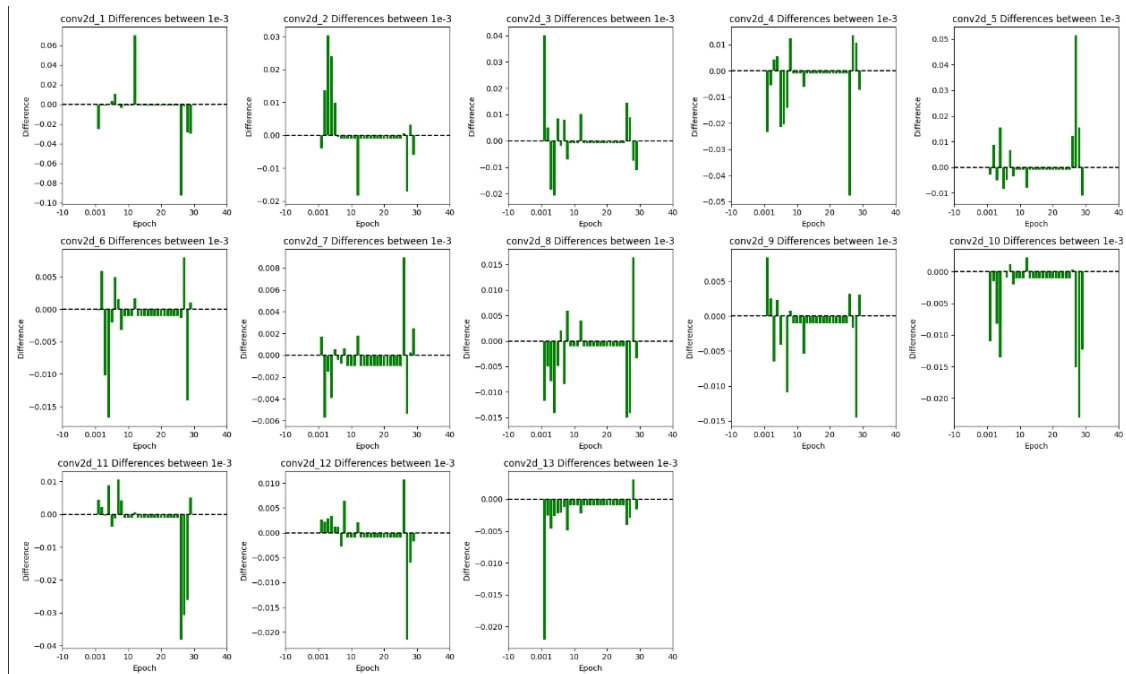 conv2d_1 Differences between 1e-3
Difference
0.06
0.04
0.02
0.00
−0.02
−0.04
−0.06
−0.08
−0.10
-10 0.001 10 20 30 40
Epoch
conv2d_2 Differences between 1e-3
Difference
0.03
0.02
0.01
0.00
−0.01
−0.02
-10 0.001 10 20 30 40
Epoch
conv2d_3 Differences between 1e-3
Difference
0.04
0.03
0.02
0.01
0.00
−0.01
−0.02
-10 0.001 10 20 30 40
Epoch
conv2d_4 Differences between 1e-3
Difference
0.01
0.00
−0.01
−0.02
−0.03
−0.04
−0.05
-10 0.001 10 20 30 40
Epoch
conv2d_5 Differences between 1e-3
Difference
0.05
0.04
0.03
0.02
0.01
0.00
−0.01
-10 0.001 10 20 30 40
Epoch
conv2d_6 Differences between 1e-3
Difference
0.005
0.000
−0.005
−0.010
−0.015
-10 0.001 10 20 30 40
Epoch
conv2d_7 Differences between 1e-3
Difference
0.008
0.006
0.004
0.002
0.000
−0.002
−0.004
−0.006
-10 0.001 10 20 30 40
Epoch
conv2d_8 Differences between 1e-3
Difference
0.015
0.010
0.005
0.000
−0.005
−0.010
−0.015
-10 0.001 10 20 30 40
Epoch
conv2d_9 Differences between 1e-3
Difference
0.005
0.000
−0.005
−0.010
−0.015
-10 0.001 10 20 30 40
Epoch
conv2d_10 Differences between 1e-3
Difference
0.000
−0.005
−0.010
−0.015
−0.020
-10 0.001 10 20 30 40
Epoch
conv2d_11 Differences between 1e-3
Difference
0.01
0.00
−0.01
−0.02
−0.03
−0.04
-10 0.001 10 20 30 40
Epoch
conv2d_12 Differences between 1e-3
Difference
0.010
0.005
0.000
−0.005
−0.010
−0.015
−0.020
-10 0.001 10 20 30 40
Epoch
conv2d_13 Differences between 1e-3
Difference
0.000
−0.005
−0.010
−0.015
−0.020
-10 0.001 10 20 30 40
Epoch